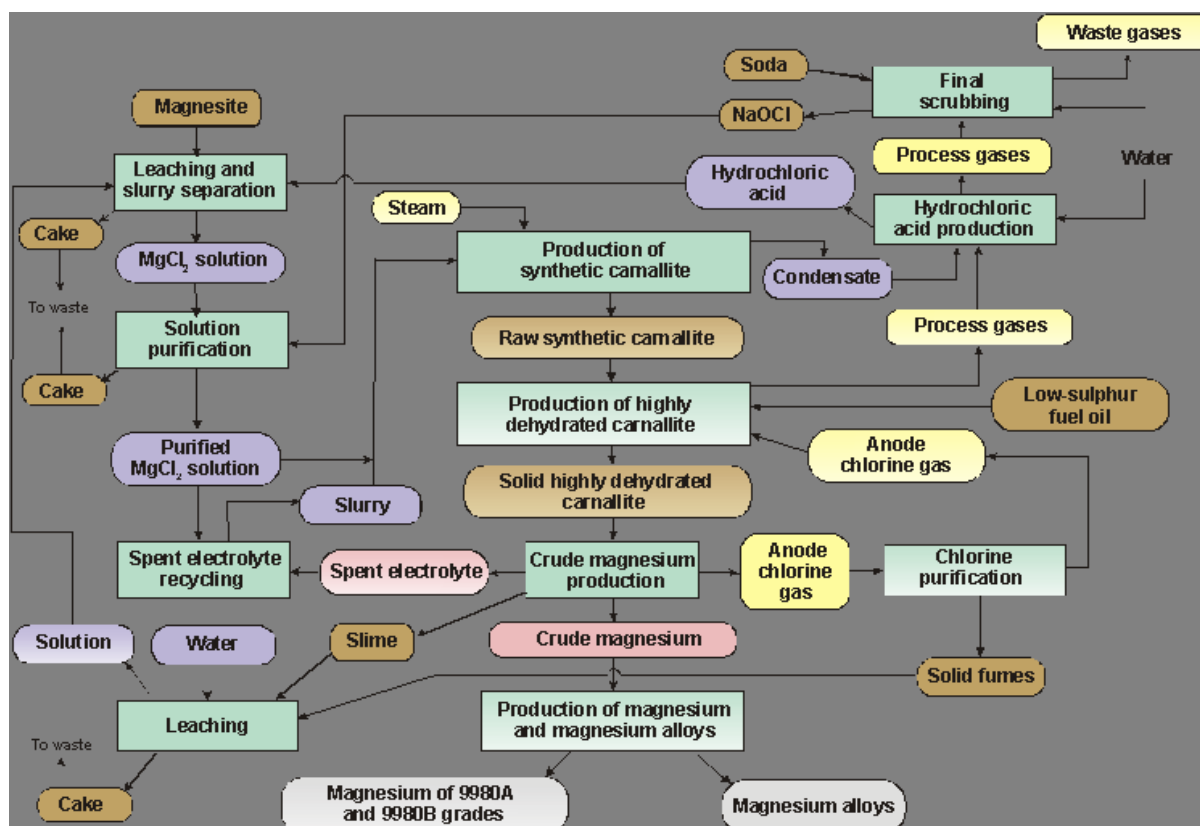 Waste gases
Soda
Final
scrubbing
Magnesite
NaOCl
Leaching and
slurry separation
Process gases
Water
Hydrochloric
acid
Steam
Hydrochloric
acid production
Cake
Production of
synthetic carnallite
MgCl₂ solution
Condensate
To waste
Solution
purification
Raw synthetic carnallite
Process gases
Cake
Production of highly
dehydrated carnallite
Low-sulphur
fuel oil
Purified
MgCl₂ solution
Anode
chlorine gas
Solid highly dehydrated
carnallite
Slurry
Spent electrolyte
recycling
Spent electrolyte
Crude magnesium
production
Anode
chlorine
gas
Chlorine
purification
Solution
Water
Slime
Crude magnesium
Solid fumes
Leaching
Production of magnesium
and magnesium alloys
To waste
Cake
Magnesium of 9980A
and 9980B grades
Magnesium alloys